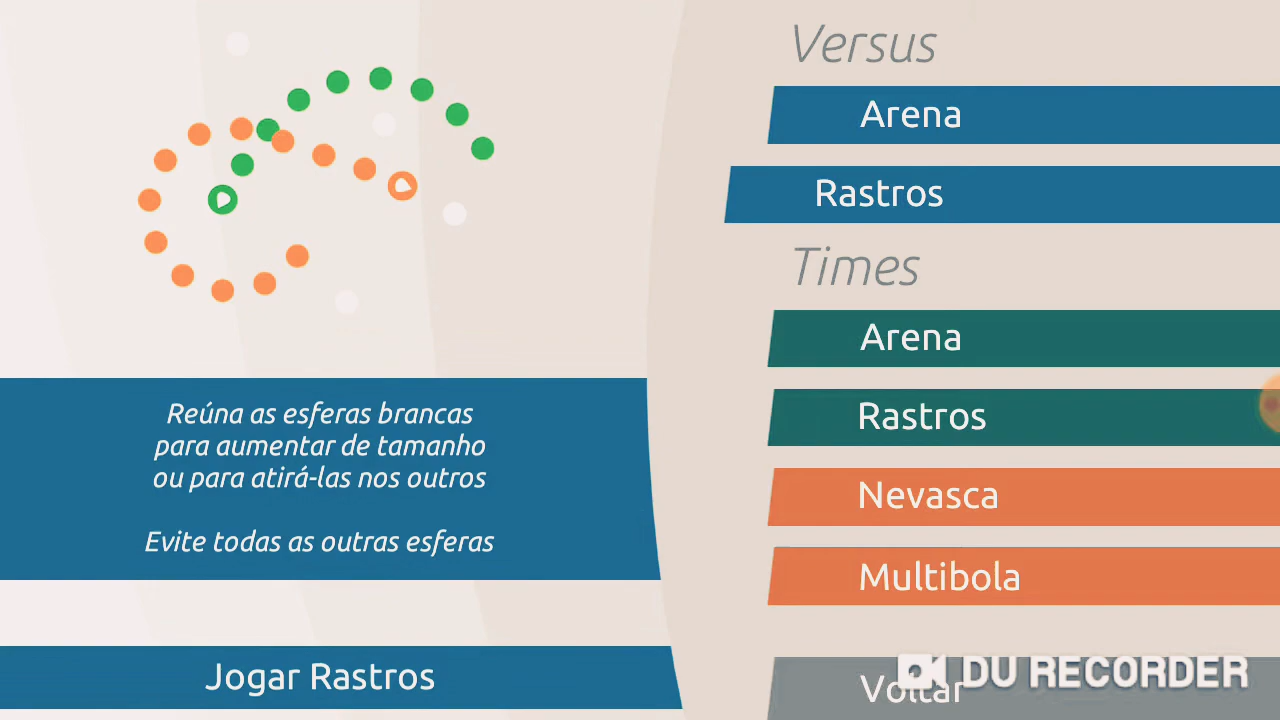 Versus
Arena
Rastros
Times
Arena
Rastros
Nevasca
Multibola
Voltar
DU RECORDER
Reúna as esferas brancas
para aumentar de tamanho
ou para atirá-las nos outros
Evite todas as outras esferas
Jogar Rastros